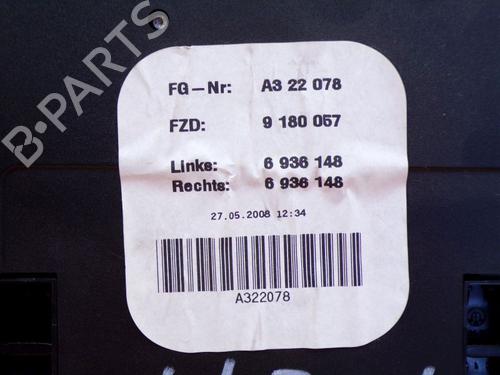 B-PARTS
FG-Nr: A3 22 078
FZD: 9 180 057
Links: 6 936 148
Rechts: 6 936 148
27.05.2008 12:34
A322078